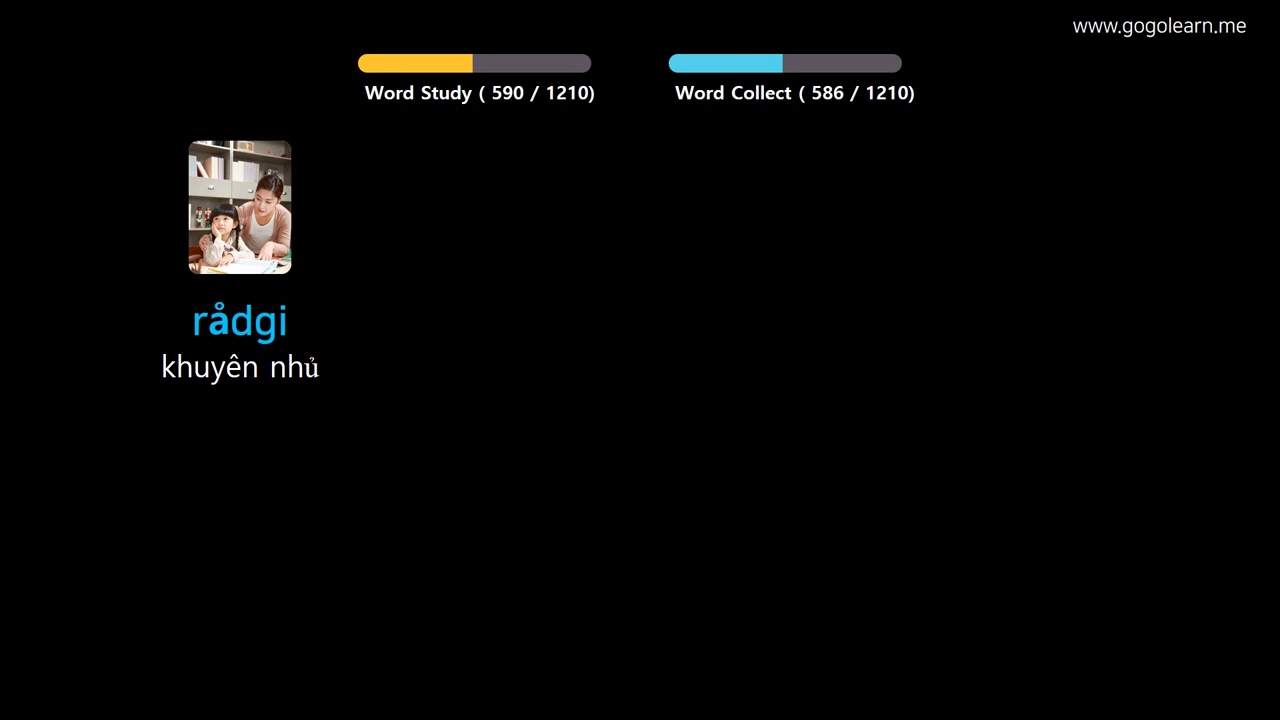 www.gogolearn.me
Word Study ( 590 / 1210)
Word Collect ( 586 / 1210)
rådgi
khuyên nhủ